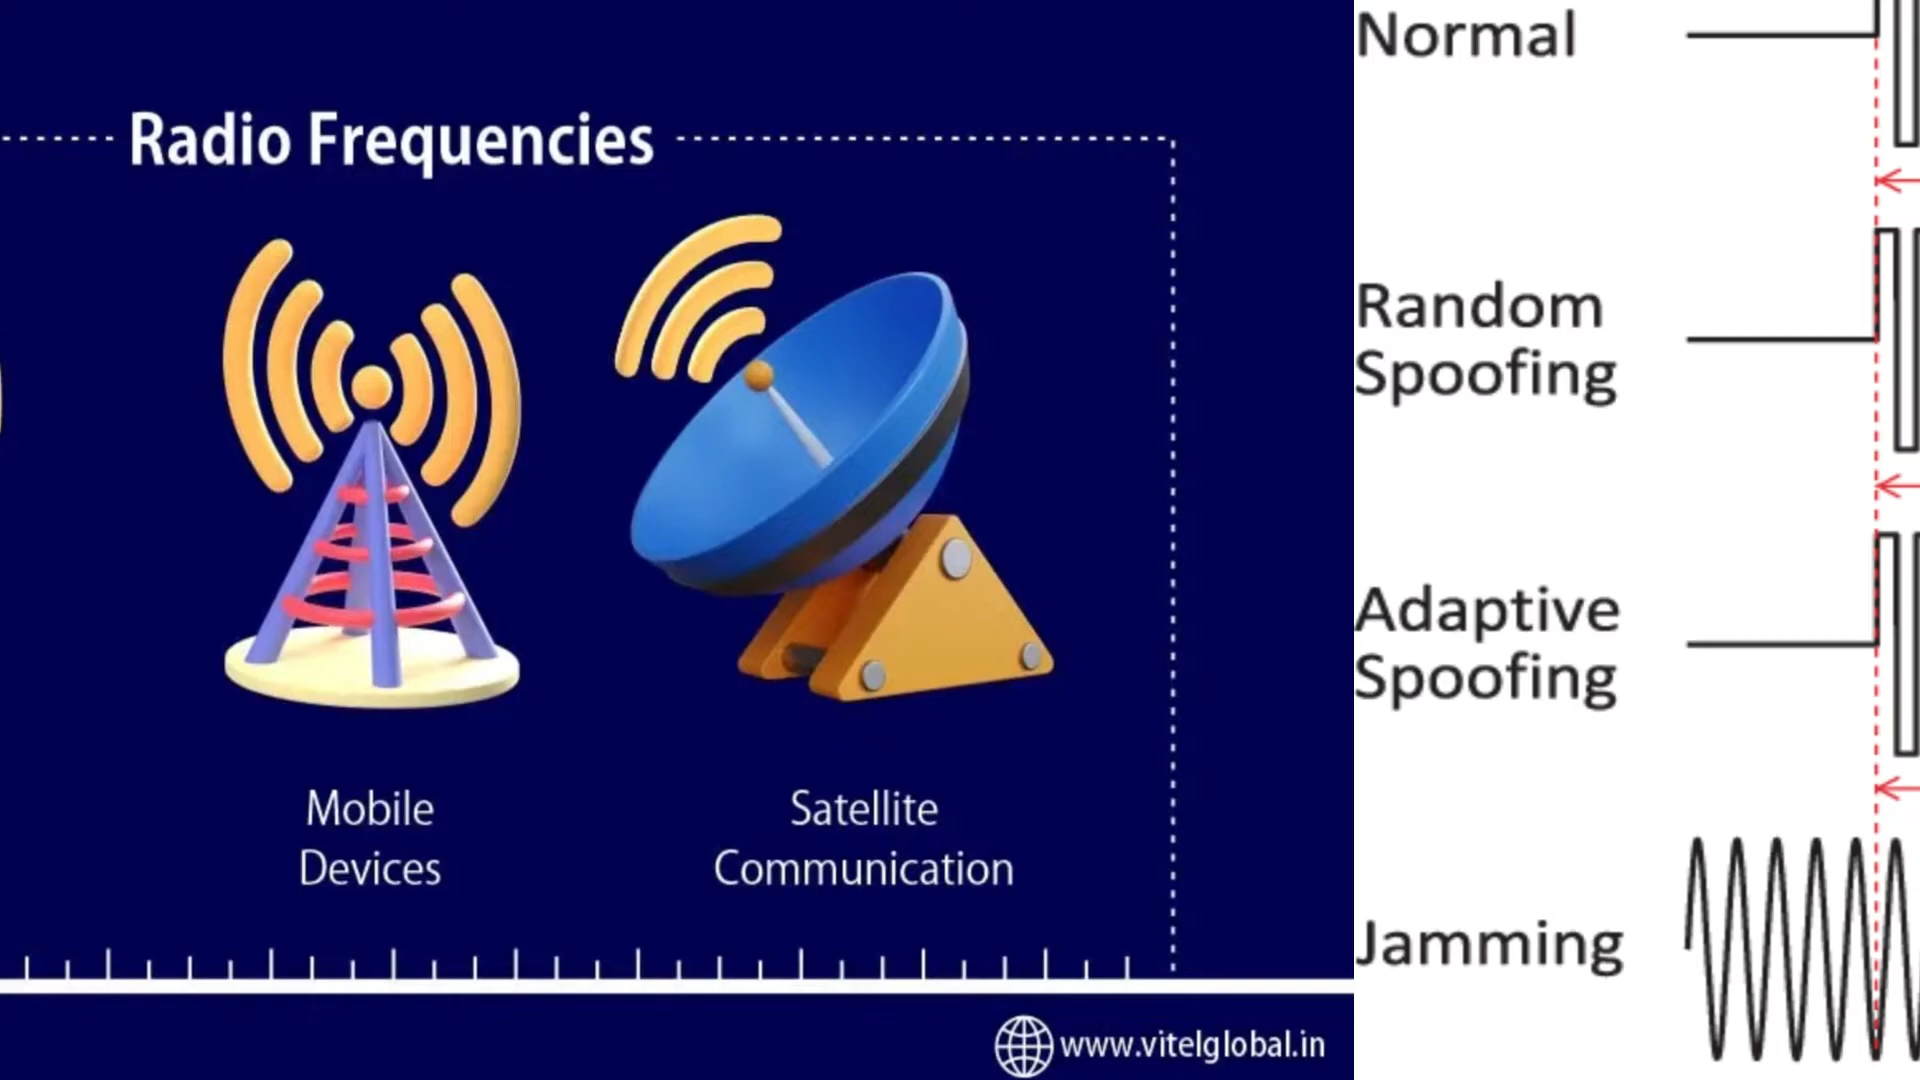 Radio Frequencies
Mobile
Devices
Satellite
Communication
www.vitelglobal.in
Normal
Random
Spoofing
Adaptive
Spoofing
Jamming